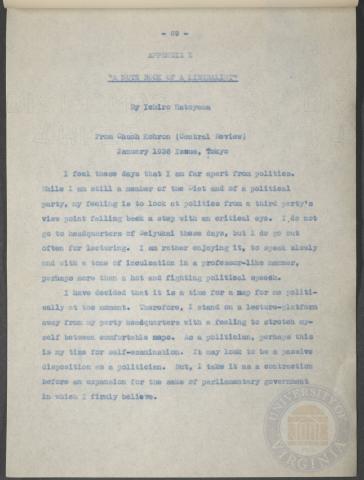 - 89 -
APPENDIX
"A NOTE BOOK OF A LIBERALIST"
By Ichiro Hatoyama
From Chuoh Kohron (Central Review)
January 1936 Issue, Tokyo
I feel these days that I am far apart from politics.
While I am still a member of the Diet and of a political
party, my feeling is to look at politics from a third party's
view point falling back a step with an critical eye. I do not
go to headquarters of Seiyukai these days, but I do go out
often for lecturing. I am rather enjoying it, to speak slowly
and with a tone of inculcation in a professor-like manner,
perhaps more than a hot and fighting political speech.
I have decided that it is a time for a nap for me politi-
cally at the moment. Therefore, I stand on a lecture-platform
away from my party headquarters with a feeling to stretch my-
self between comfortable naps. As a politician, perhaps this
is my time for self-examination. It may look to be a passive
disposition as a politician. But, I take it as a contraction
before an expansion for the sake of parliamentary government
in which I firmly believe.
UNIVERSITY OF VIRGINIA